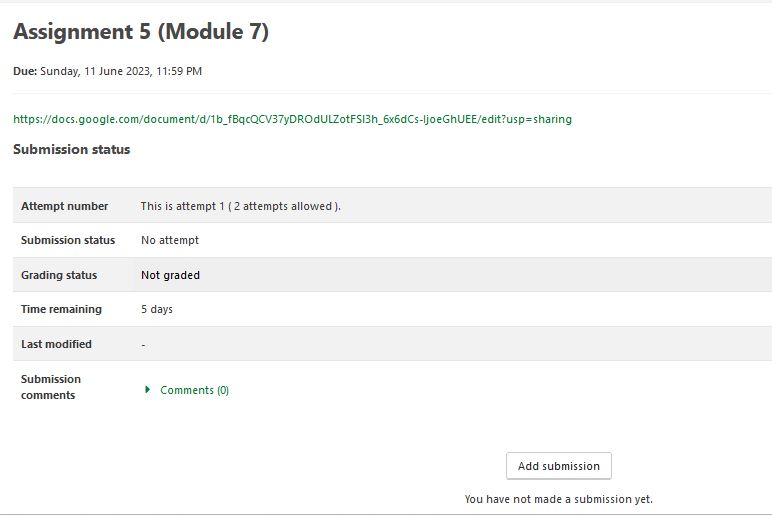 Assignment 5 (Module 7)
Due: Sunday, 11 June 2023, 11:59 PM
https://docs.google.com/document/d/1b_fBqcQCV37yDROdULZotFSI3h_6x6dCs-IjoeGhUEE/edit?usp=sharing
Submission status
Attempt number This is attempt 1 ( 2 attempts allowed ).
Submission status No attempt
Grading status Not graded
Time remaining 5 days
Last modified -
Submission
comments
Comments (0)
Add submission
You have not made a submission yet.